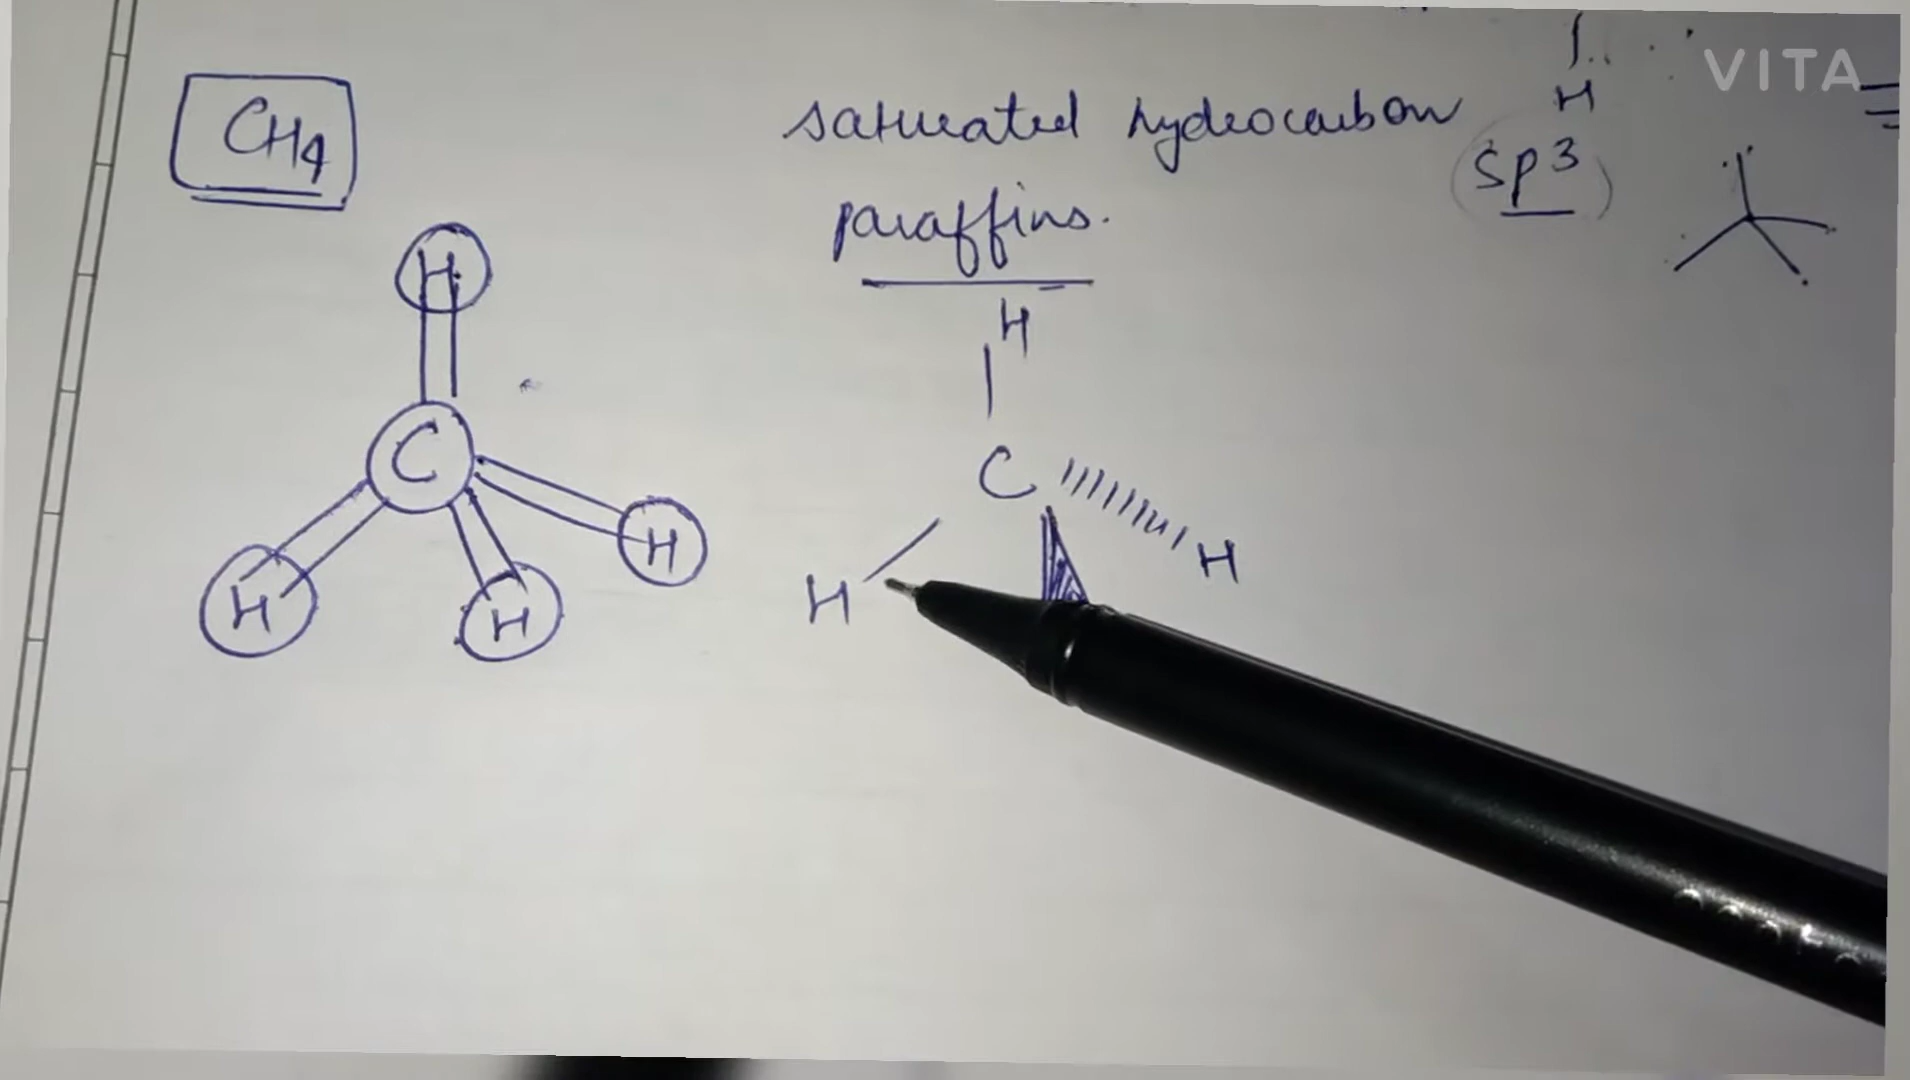 CH4
saturated hydrocarbon
paraffins.
H
sp3
VITA
H
C
H
H
H
H
C
H
H